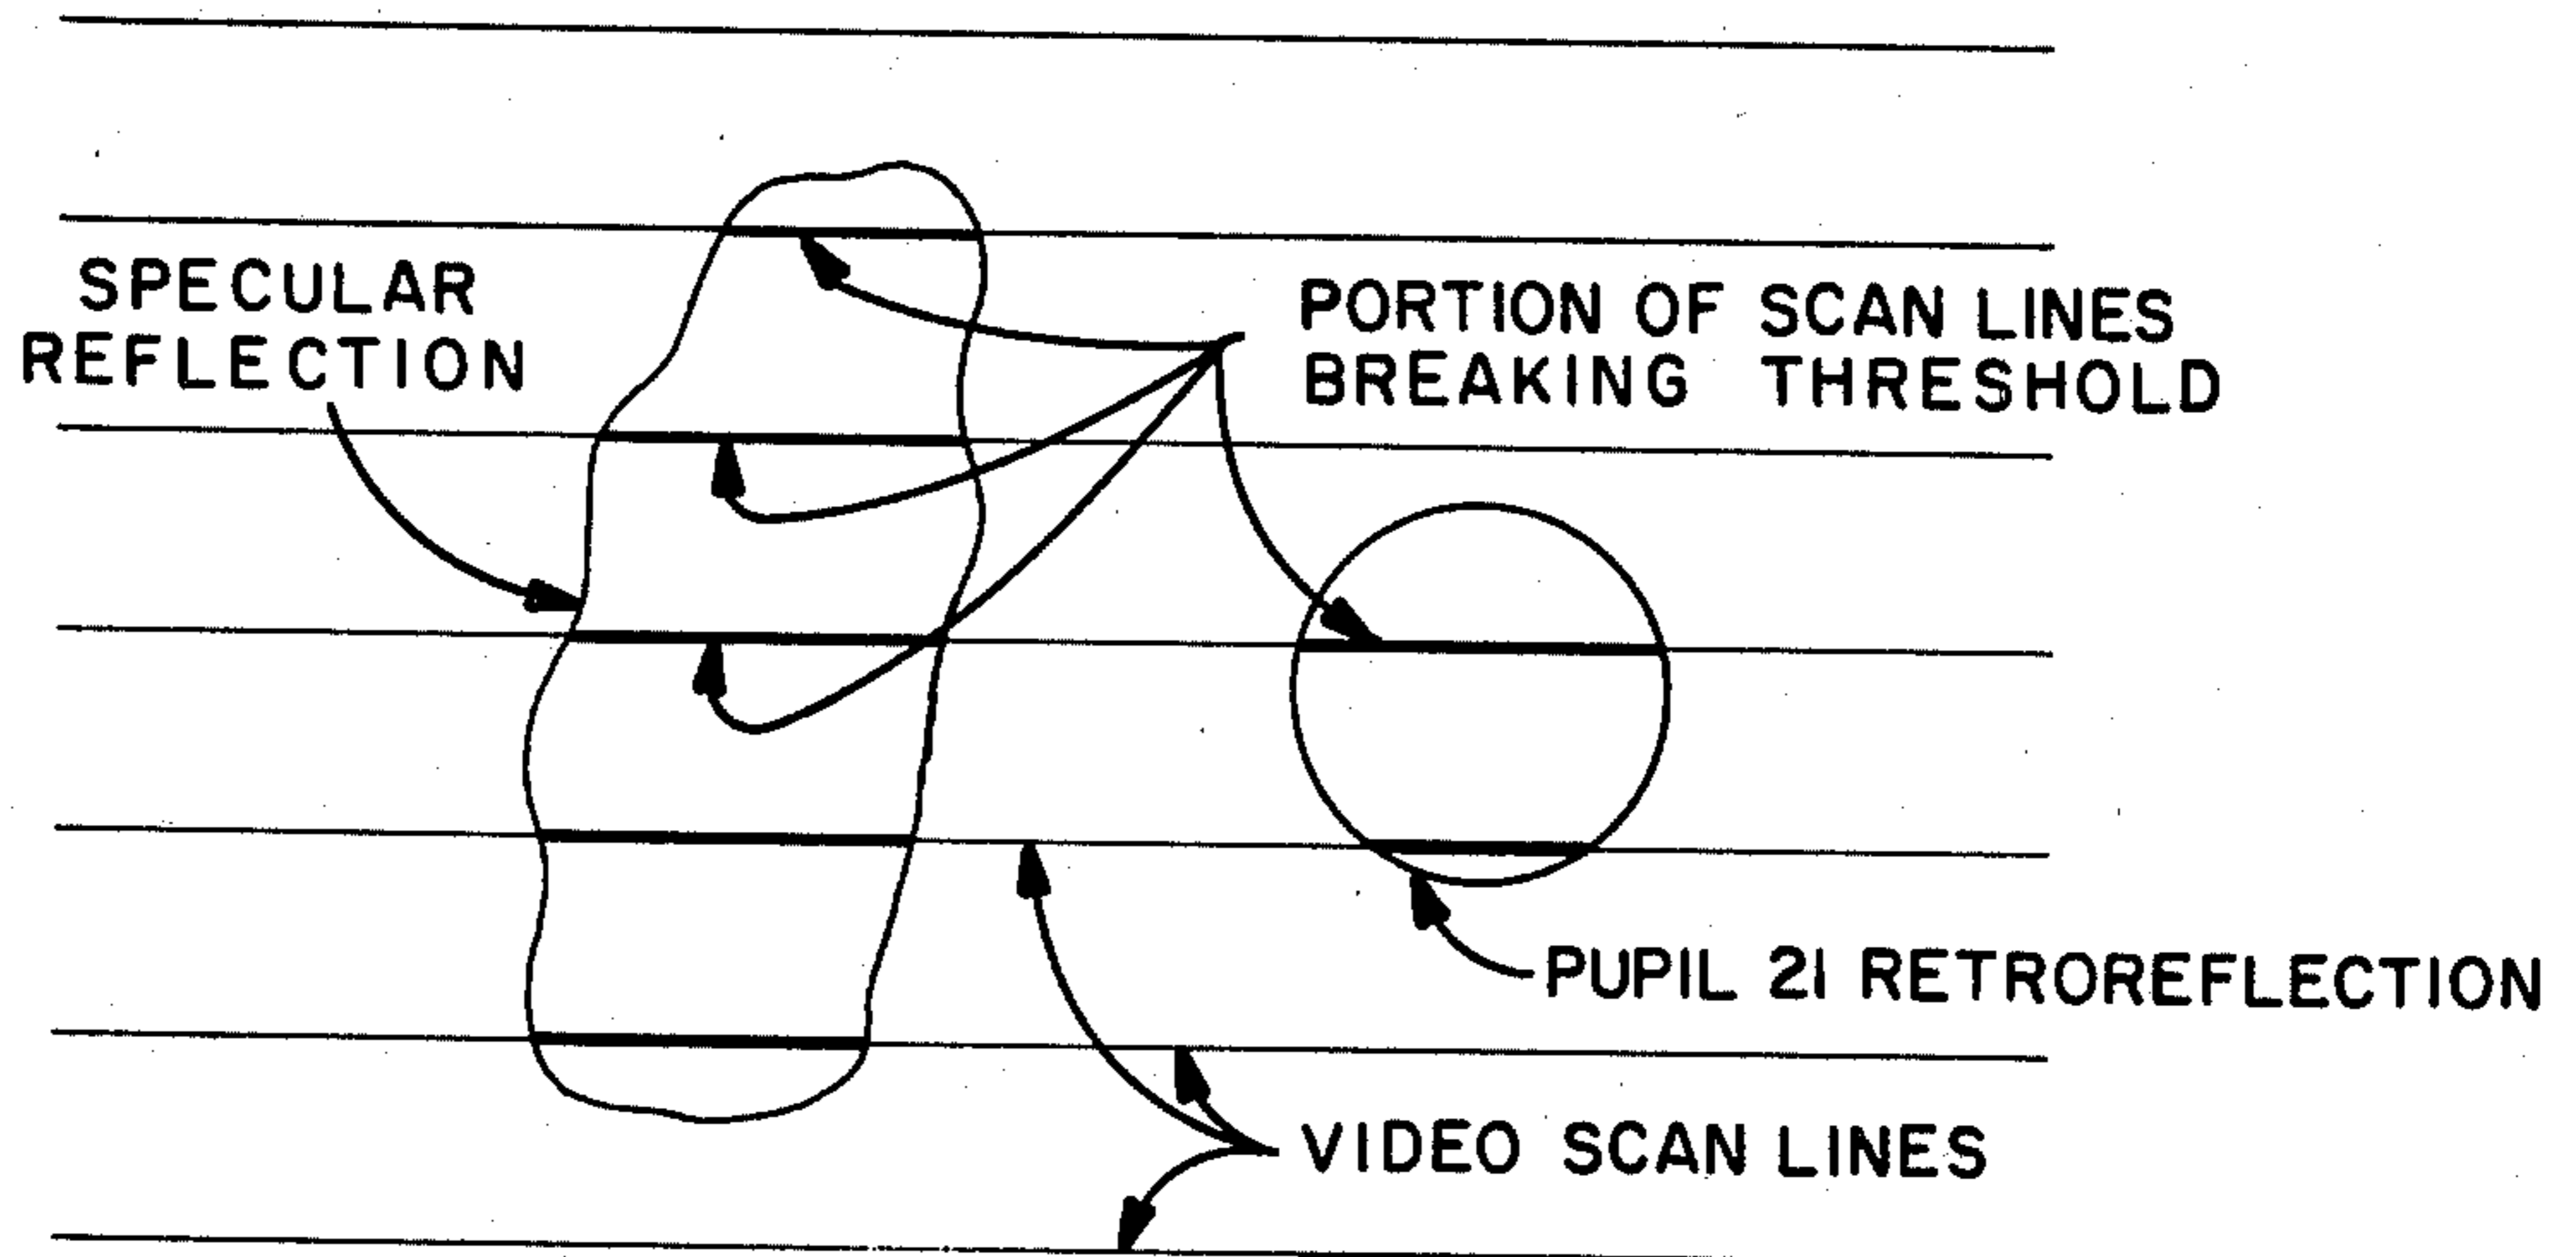 SPECULAR
REFLECTION
PORTION OF SCAN LINES
BREAKING THRESHOLD
PUPIL 21 RETROREFLECTION
VIDEO SCAN LINES